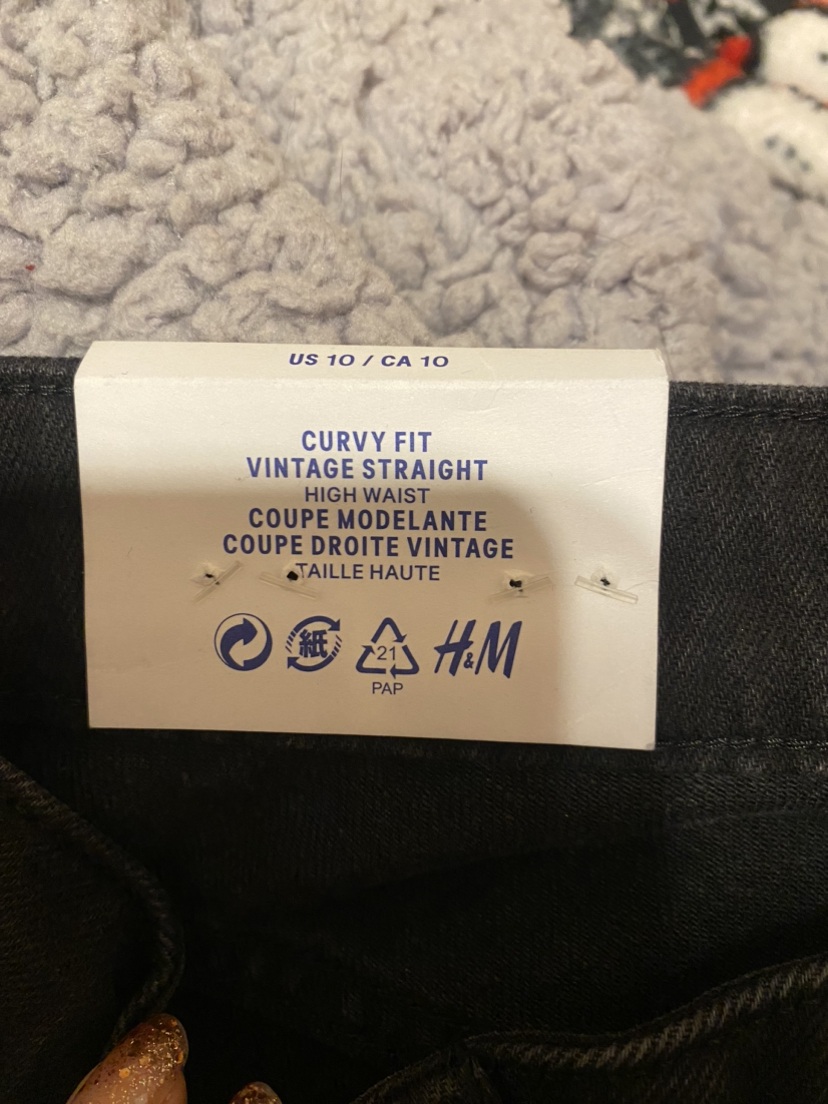 US 10 / CA 10
CURVY FIT
VINTAGE STRAIGHT
HIGH WAIST
COUPE MODELANTE
COUPE DROITE VINTAGE
TAILLE HAUTE
紙 21 H&M
PAP